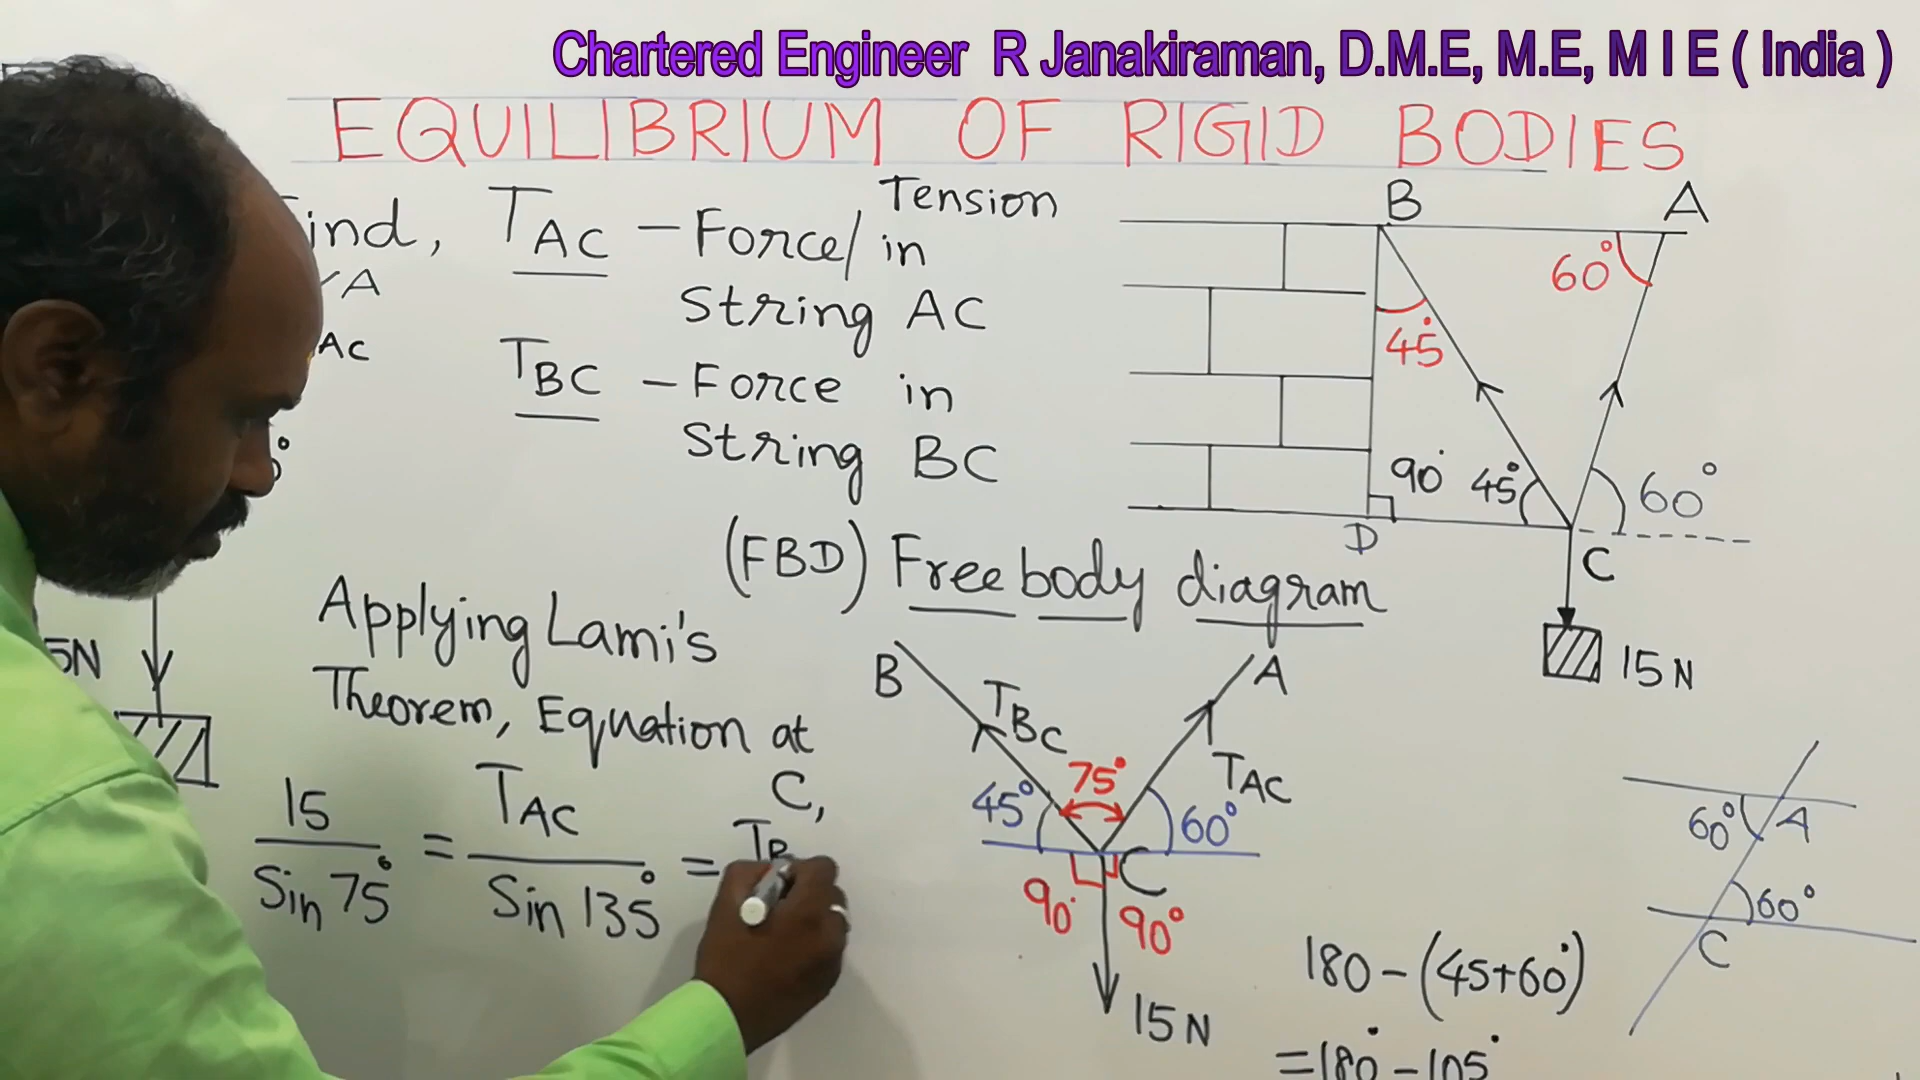 Chartered Engineer R Janakiraman, D.M.E, M.E, M I E ( India )
EQUILIBRIUM OF RIGID BODIES
TAC – Force/Tension in
String AC
TBC – Force in
String BC
A
AC
5N
B
A
60°
45°
90° 45°
60°
D
C
15 N
(FBD) Free body diagram
Applying Lami's
Theorem, Equation at
C,
15 / Sin 75° = TAC / Sin 135° =
B
TBC
A
TAC
75°
45°
60°
C
90°
90°
15 N
60°
A
60°
C
180 – (45+60°)
= 180° – 105°